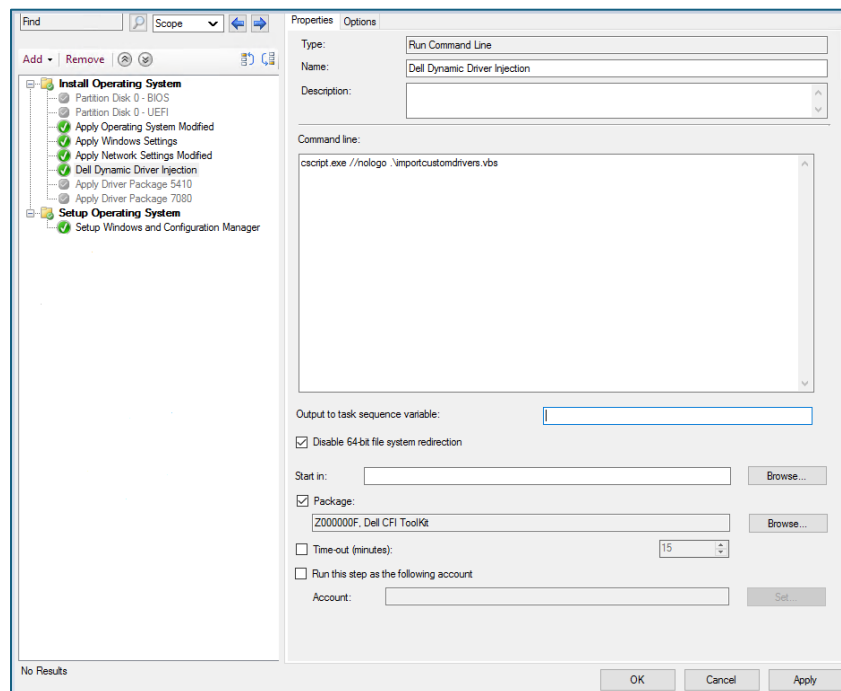 Find
Scope
Add
Remove
Install Operating System
Partition Disk 0 - BIOS
Partition Disk 0 - UEFI
Apply Operating System Modified
Apply Windows Settings
Apply Network Settings Modified
Dell Dynamic Driver Injection
Apply Driver Package 5410
Apply Driver Package 7080
Setup Operating System
Setup Windows and Configuration Manager
No Results
Properties Options
Type: Run Command Line
Name: Dell Dynamic Driver Injection
Description:
Command line:
cscript.exe //nologo .\importcustomdrivers.vbs
Output to task sequence variable:
Disable 64-bit file system redirection
Start in: Browse...
Package:
Z000000F, Dell CFI ToolKit Browse...
Time-out (minutes): 15
Run this step as the following account
Account: Set...
OK Cancel Apply